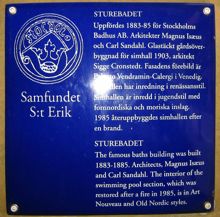 STUREBADET
Uppfördes 1883-85 för Stockholms
Badhus AB. Arkitekter Magnus Isæus
och Carl Sandahl. Glastäckt gårdsöver-
byggnad för simhall 1903, arkitekt
Sigge Cronstedt. Fasadens förebild är
Palazzo Vendramin-Calergi i Venedig.
hallen har inredning i renässansstil.
Simhallen är inredd i jugendstil med
fornnordiska och moriska inslag.
1985 återuppbyggdes simhallen efter
en brand.
STUREBADET
The famous baths building was built
1883-1885. Architects, Magnus Isæus
and Carl Sandahl. The interior of the
swimming pool section, which was
restored after a fire in 1985, is in Art
Nouveau and Old Nordic styles.
Samfundet
S:t Erik